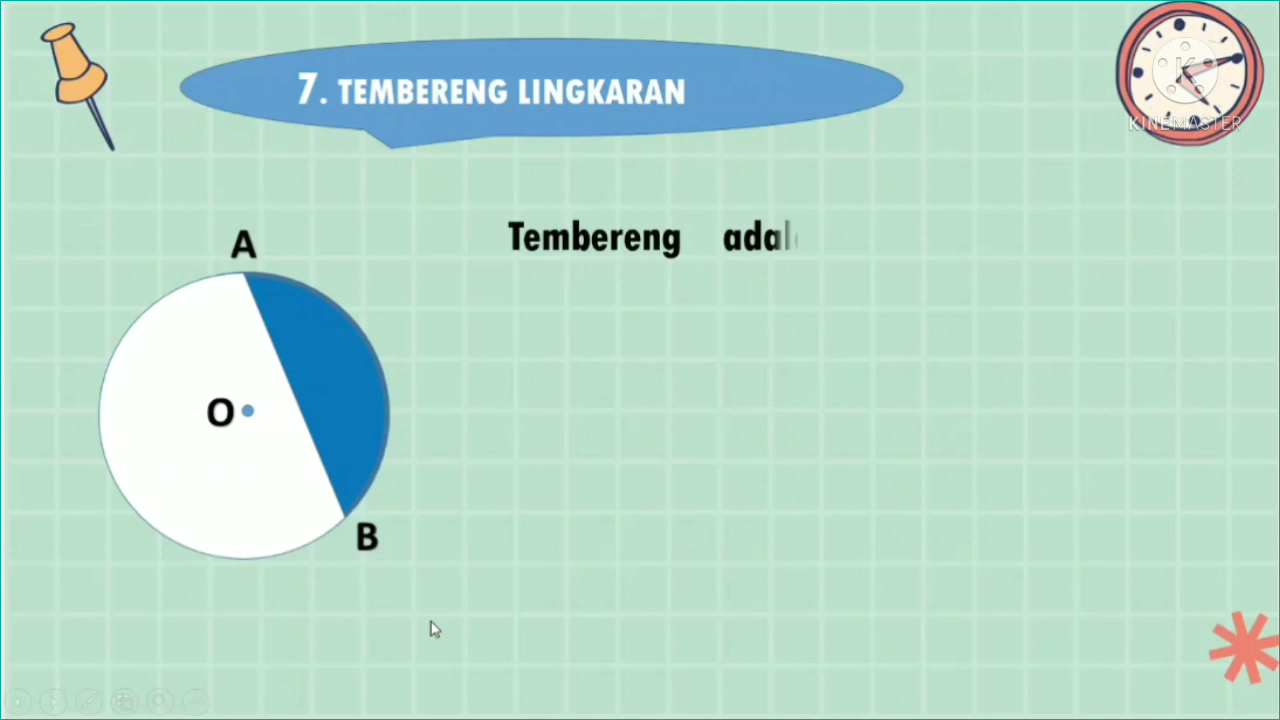 7. TEMBERENG LINGKARAN
KINEMASTER
Tembereng
A
O
B